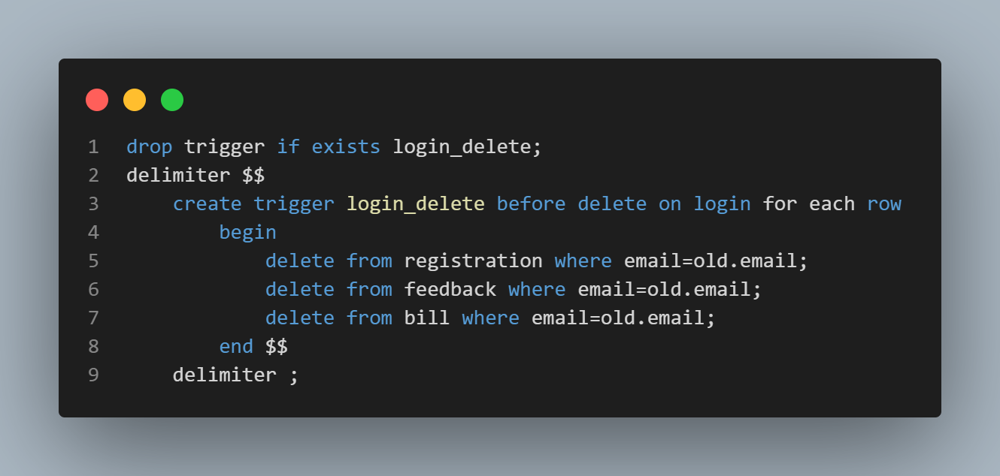 1 drop trigger if exists login_delete;
2 delimiter $$
3     create trigger login_delete before delete on login for each row
4         begin
5             delete from registration where email=old.email;
6             delete from feedback where email=old.email;
7             delete from bill where email=old.email;
8         end $$
9     delimiter ;